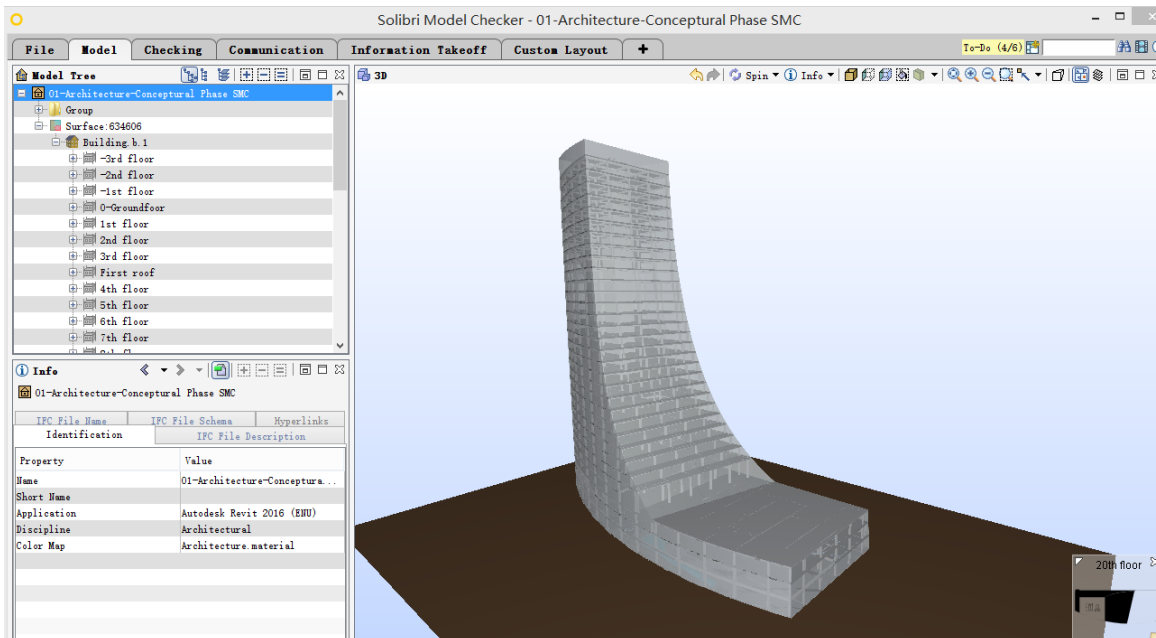 Solibri Model Checker - 01-Architecture-Conceptural Phase SMC
File Model Checking Communication Information Takeoff Custom Layout +
To-Do (4/6)
Model Tree
3D
Spin Info
01-Architecture-Conceptural Phase SMC
Group
Surface:634606
Building.b.1
-3rd floor
-2nd floor
-1st floor
0-Groundfoor
1st floor
2nd floor
3rd floor
First roof
4th floor
5th floor
6th floor
7th floor
Info
01-Architecture-Conceptural Phase SMC
IFC File Name IFC File Schema Hyperlinks
Identification IFC File Description
Property Value
Name 01-Architecture-Conceptura...
Short Name
Application Autodesk Revit 2016 (ENU)
Discipline Architectural
Color Map Architecture.material
20th floor